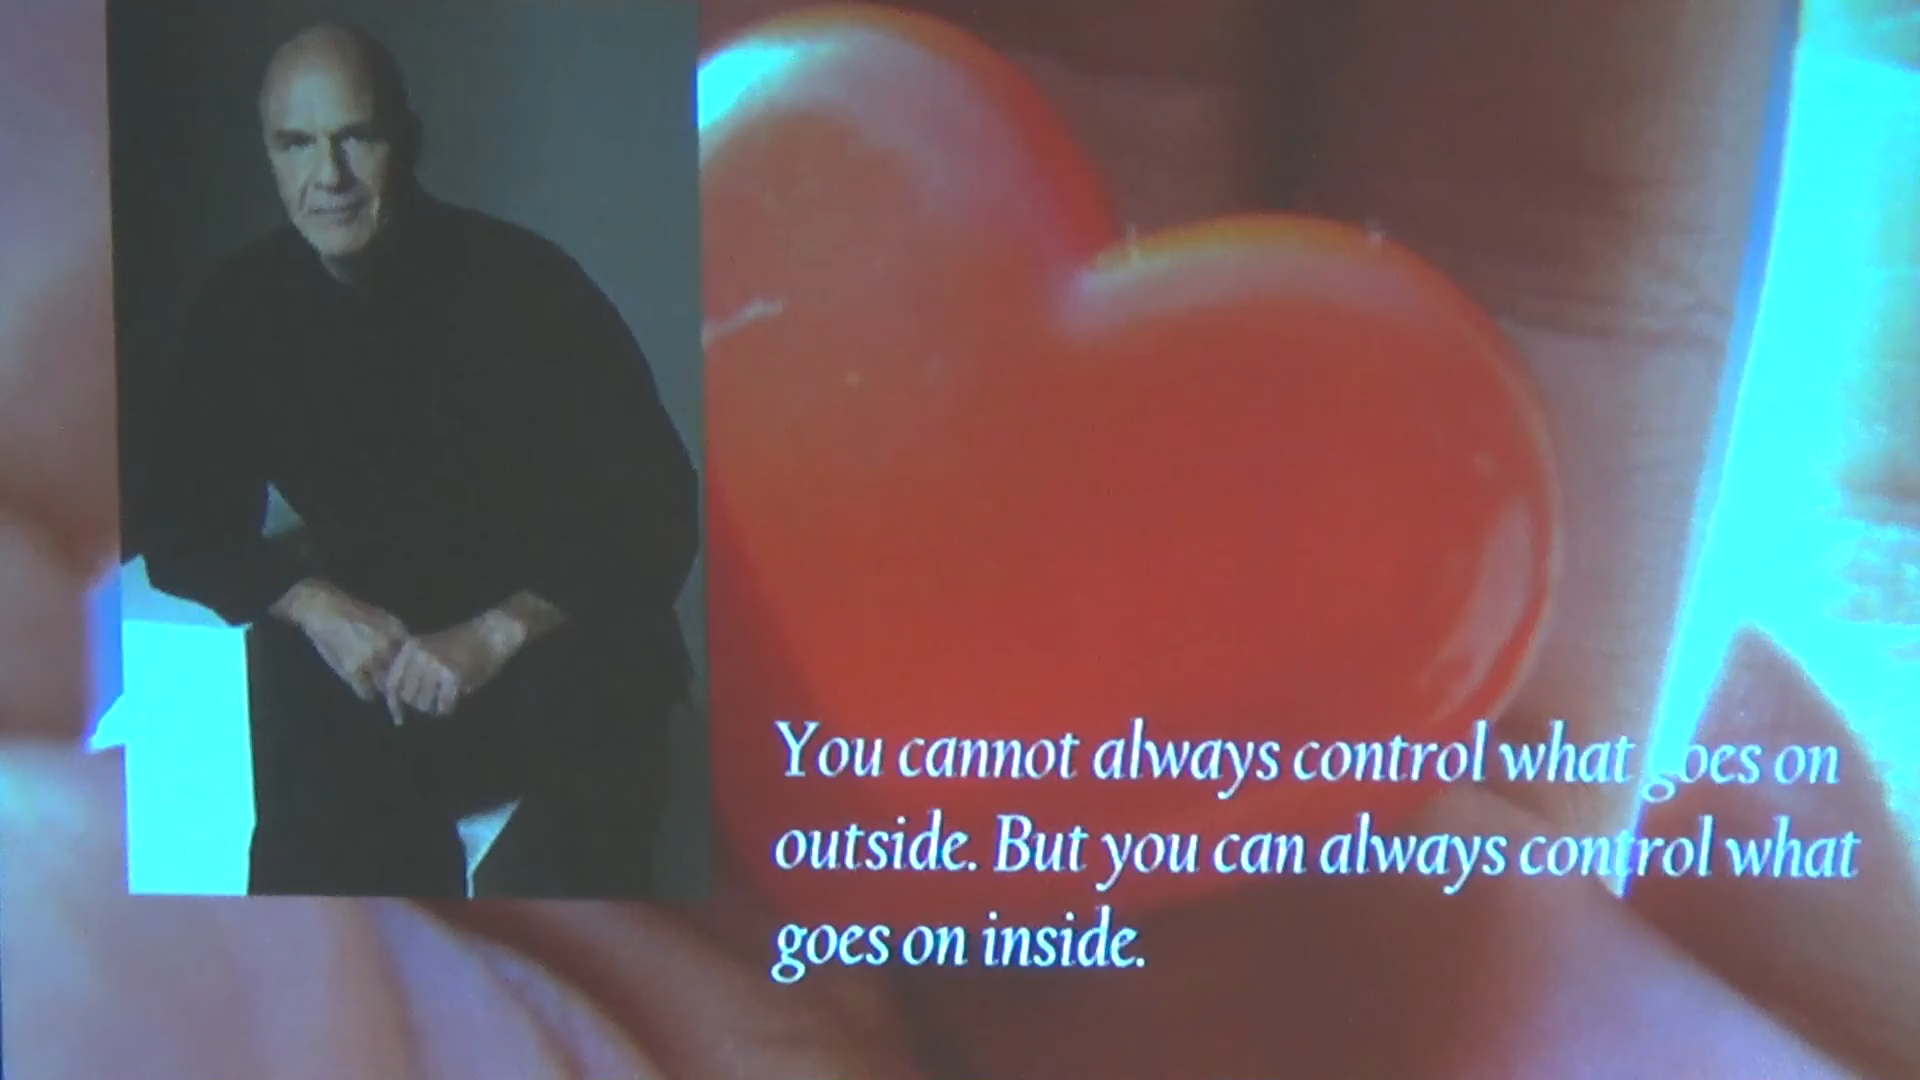 You cannot always control what goes on
outside. But you can always control what
goes on inside.